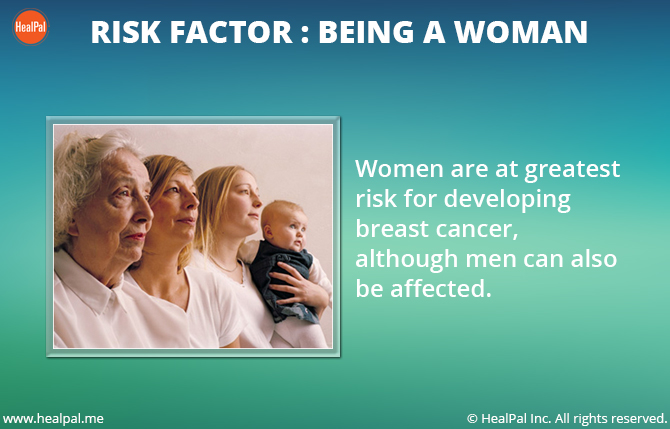 HealPal
RISK FACTOR : BEING A WOMAN
Women are at greatest
risk for developing
breast cancer,
although men can also
be affected.
www.healpal.me
© HealPal Inc. All rights reserved.